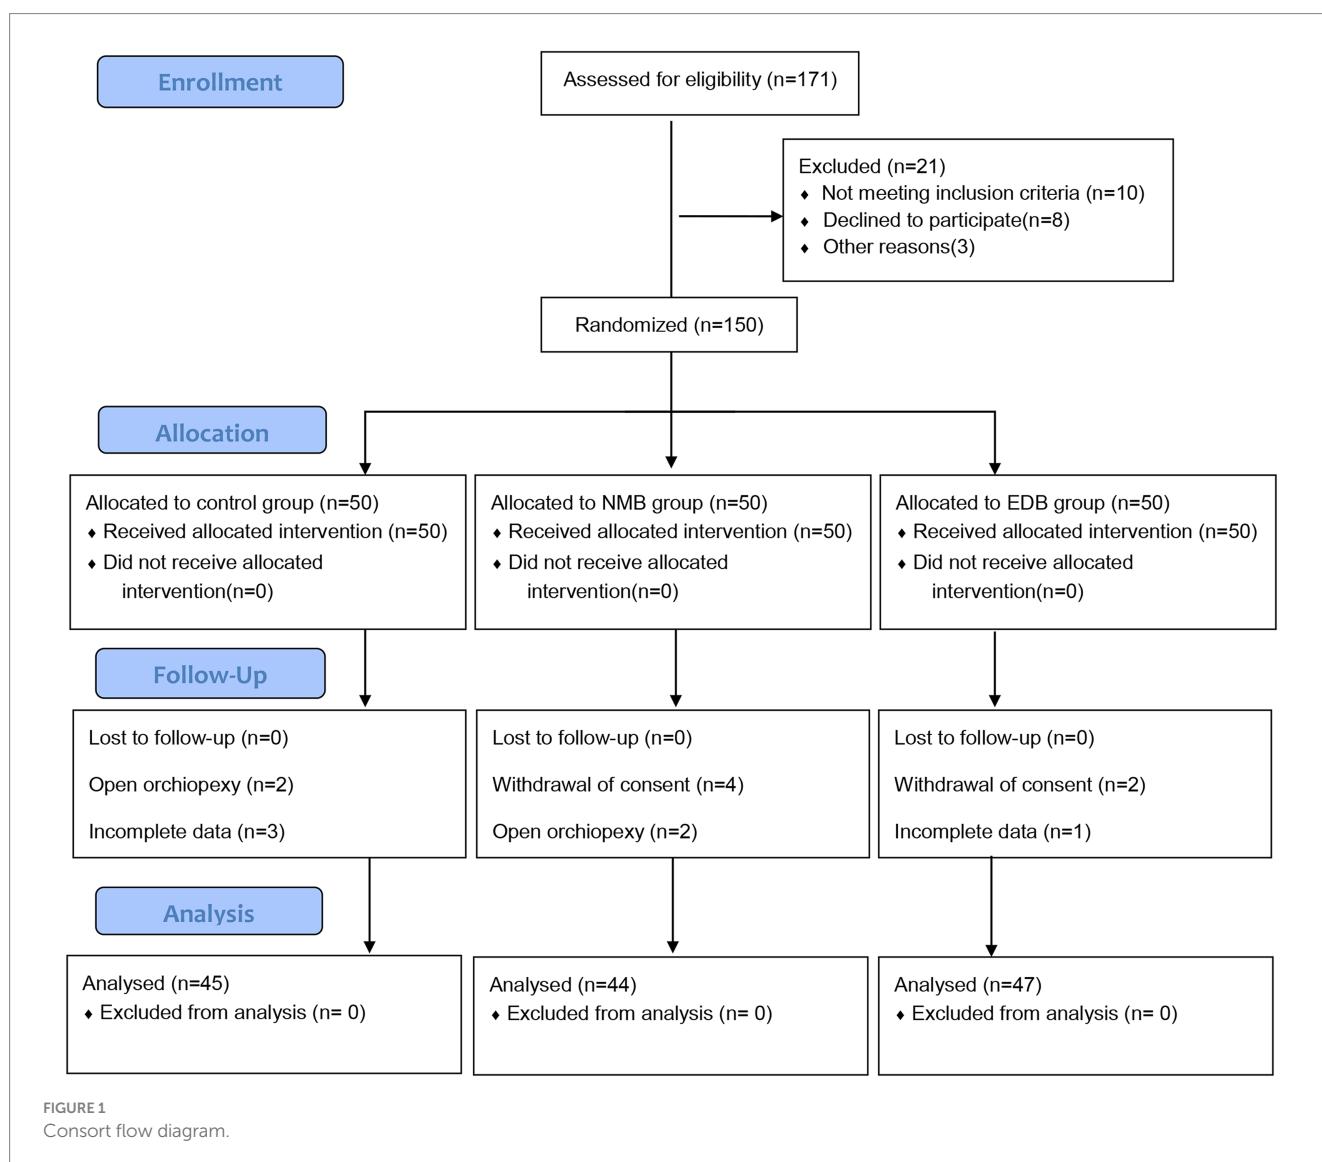 Enrollment
Assessed for eligibility (n=171)
Excluded (n=21)
♦ Not meeting inclusion criteria (n=10)
♦ Declined to participate(n=8)
♦ Other reasons(3)
Randomized (n=150)
Allocation
Allocated to control group (n=50)
♦ Received allocated intervention (n=50)
♦ Did not receive allocated
intervention(n=0)
Allocated to NMB group (n=50)
♦ Received allocated intervention (n=50)
♦ Did not receive allocated
intervention(n=0)
Allocated to EDB group (n=50)
♦ Received allocated intervention (n=50)
♦ Did not receive allocated
intervention(n=0)
Follow-Up
Lost to follow-up (n=0)
Open orchiopexy (n=2)
Incomplete data (n=3)
Lost to follow-up (n=0)
Withdrawal of consent (n=4)
Open orchiopexy (n=2)
Lost to follow-up (n=0)
Withdrawal of consent (n=2)
Incomplete data (n=1)
Analysis
Analysed (n=45)
♦ Excluded from analysis (n= 0)
Analysed (n=44)
♦ Excluded from analysis (n= 0)
Analysed (n=47)
♦ Excluded from analysis (n= 0)
FIGURE 1
Consort flow diagram.